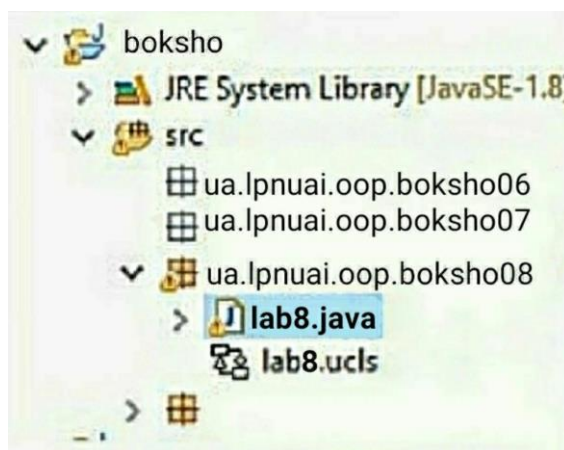 boksho
JRE System Library [JavaSE-1.8]
src
ua.lpnuai.oop.boksho06
ua.lpnuai.oop.boksho07
ua.lpnuai.oop.boksho08
lab8.java
lab8.ucls